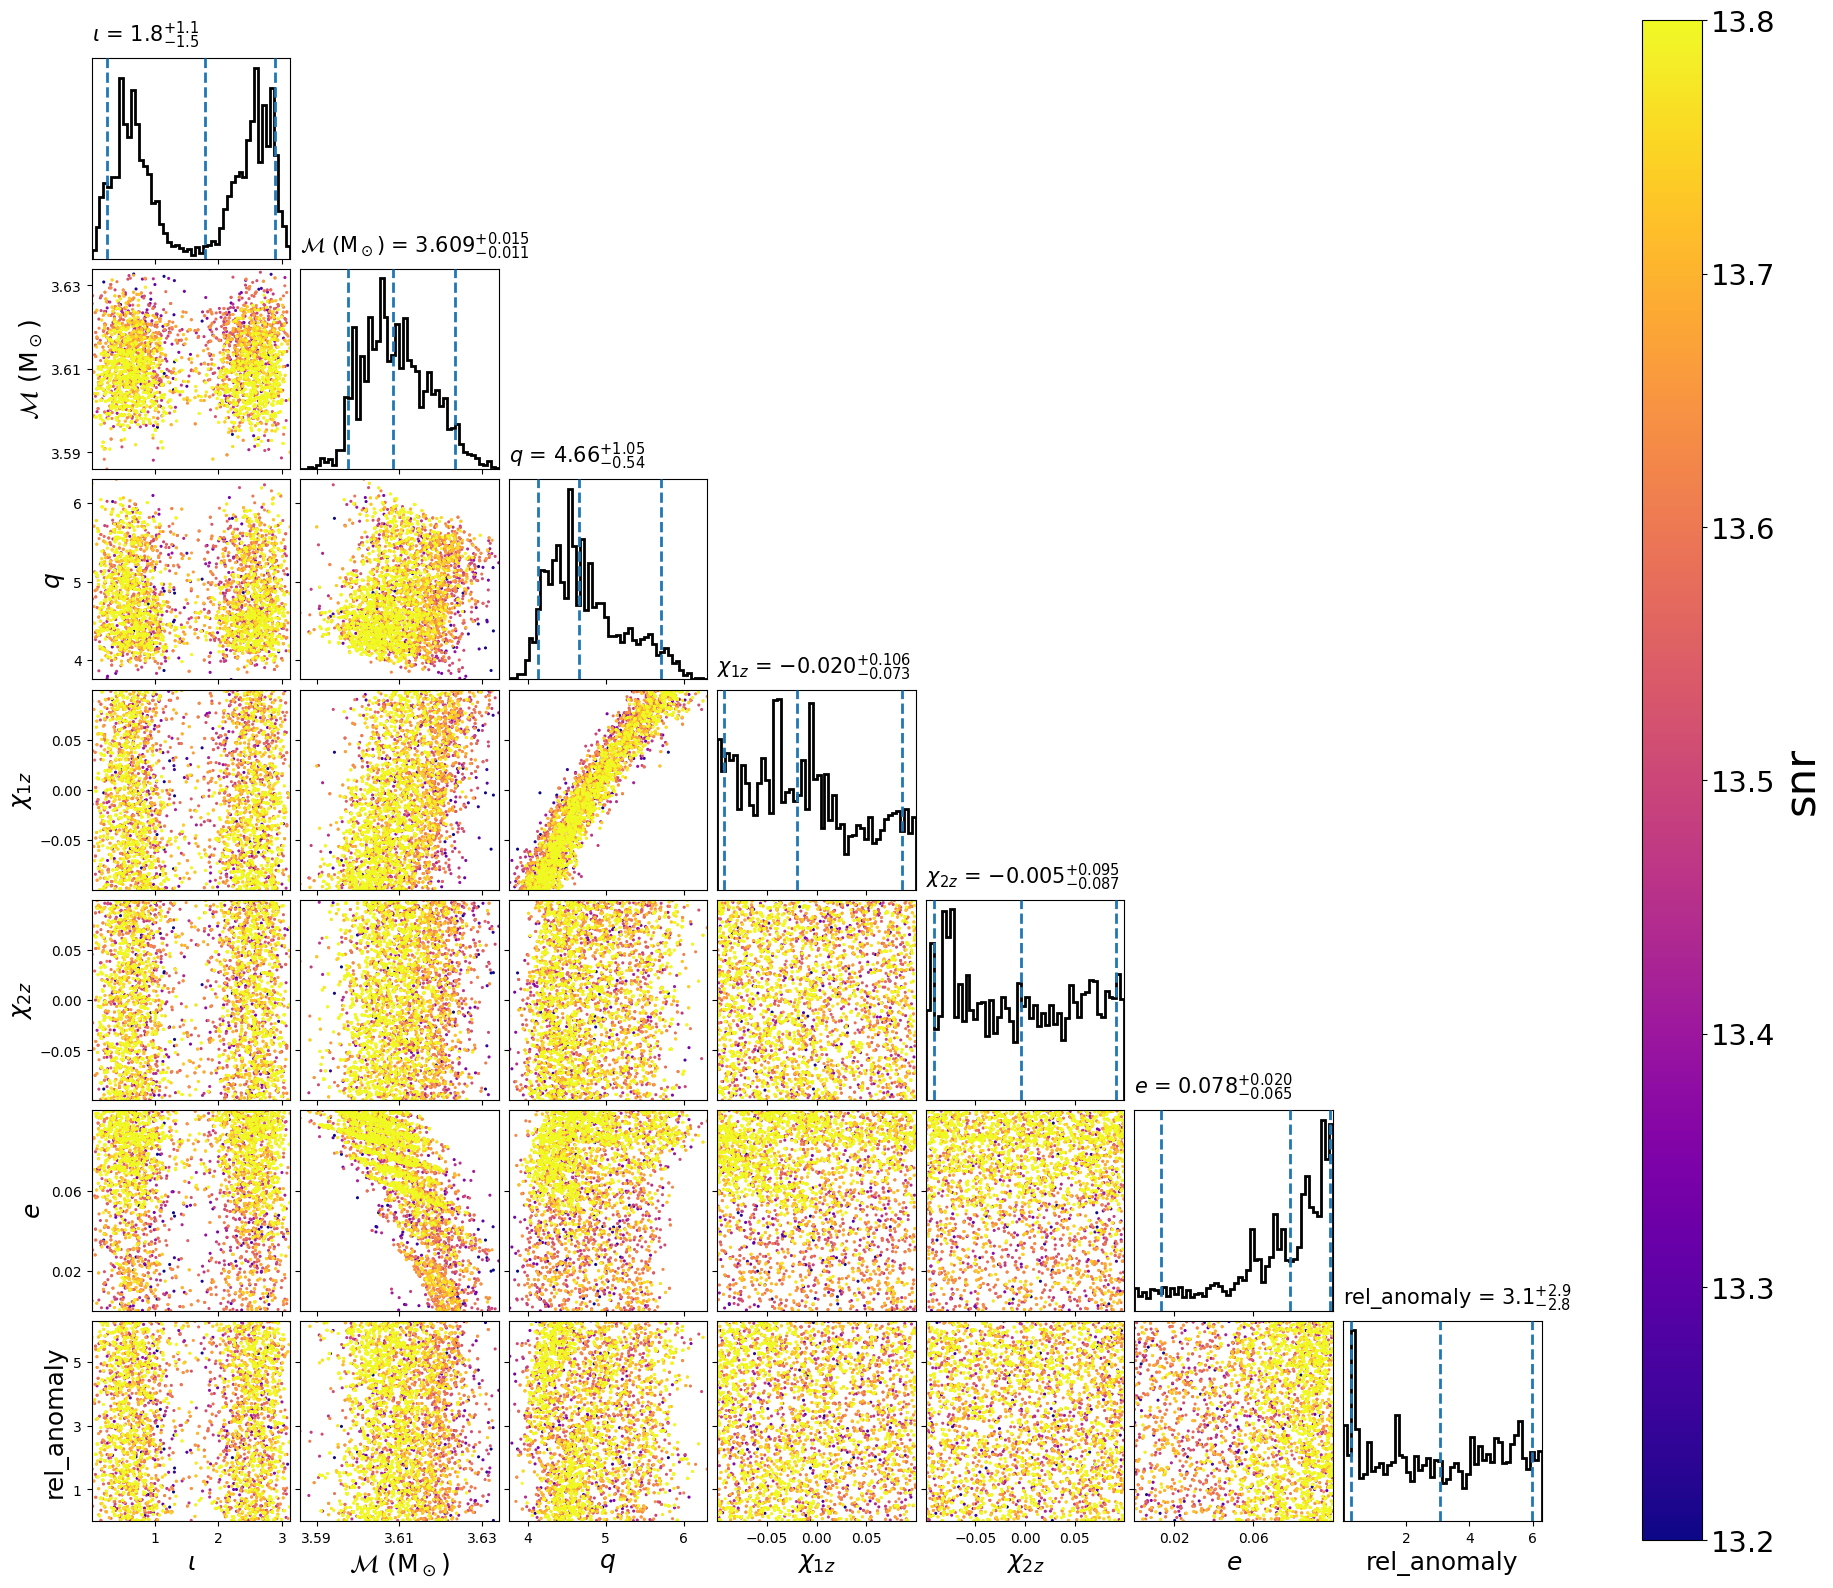 ι = 1.8^{+1.1}_{−1.5}
13.8
ℳ (M_⊙) = 3.609^{+0.015}_{−0.011}
3.63
3.61
3.59
ℳ (M_⊙)
13.7
q = 4.66^{+1.05}_{−0.54}
6
5
4
q
13.6
χ_{1z} = −0.020^{+0.106}_{−0.073}
0.05
0.00
−0.05
χ_{1z}
13.5
snr
χ_{2z} = −0.005^{+0.095}_{−0.087}
0.05
0.00
−0.05
χ_{2z}
13.4
e = 0.078^{+0.020}_{−0.065}
0.06
0.02
e
13.3
rel_anomaly = 3.1^{+2.9}_{−2.8}
5
3
1
rel_anomaly
13.2
1 2 3 3.59 3.61 3.63 4 5 6 −0.05 0.00 0.05 −0.05 0.00 0.05 0.02 0.06 2 4 6
ι ℳ (M_⊙) q χ_{1z} χ_{2z} e rel_anomaly